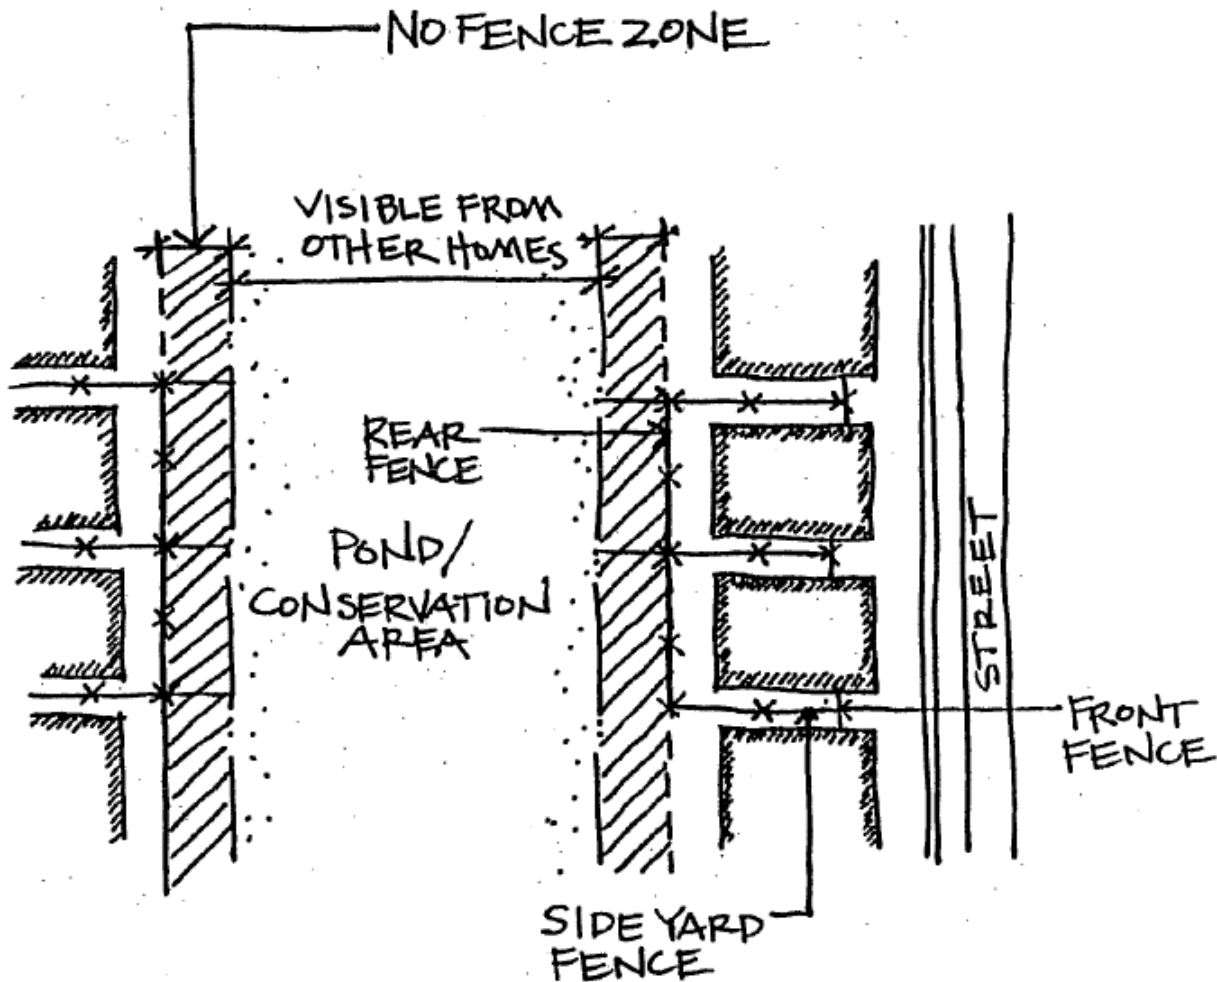 NO FENCE ZONE
VISIBLE FROM
OTHER HOMES
REAR
FENCE
POND/
CONSERVATION
AREA
STREET
FRONT
FENCE
SIDE YARD
FENCE